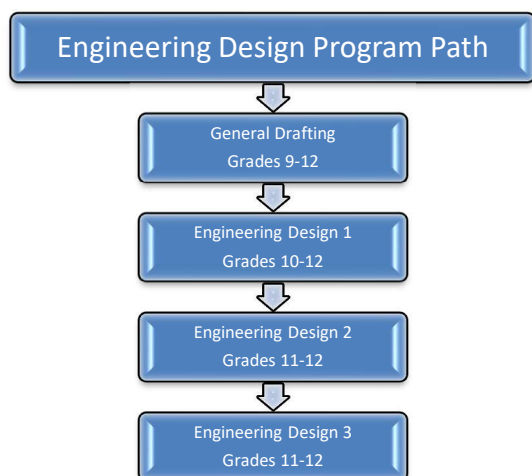 Engineering Design Program Path
General Drafting
Grades 9-12
Engineering Design 1
Grades 10-12
Engineering Design 2
Grades 11-12
Engineering Design 3
Grades 11-12